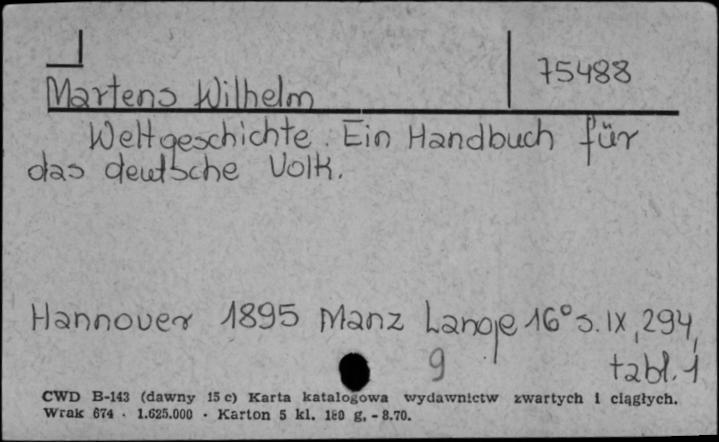 75488
Martens Wilhelm
Weltgeschichte. Ein Handbuch für
das deutsche Volk.
Hannover 1895 Manz Lange 16° s. IX, 294,
9 tabl. 1
CWD B-143 (dawny 15 c) Karta katalogowa wydawnictw zwartych i ciągłych.
Wrak 674 · 1.625.000 · Karton 5 kl. 180 g. - 8.70.